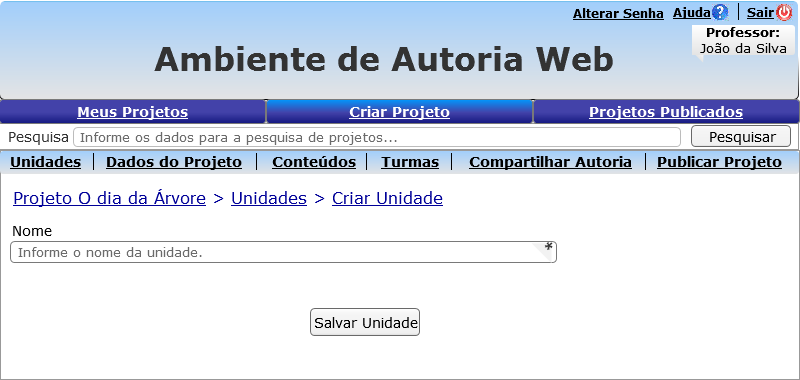 Alterar Senha Ajuda? Sair
Professor:
João da Silva
Ambiente de Autoria Web
Meus Projetos Criar Projeto Projetos Publicados
Pesquisa Informe os dados para a pesquisa de projetos... Pesquisar
Unidades | Dados do Projeto | Conteúdos | Turmas | Compartilhar Autoria | Publicar Projeto
Projeto O dia da Árvore > Unidades > Criar Unidade
Nome
Informe o nome da unidade. *
Salvar Unidade